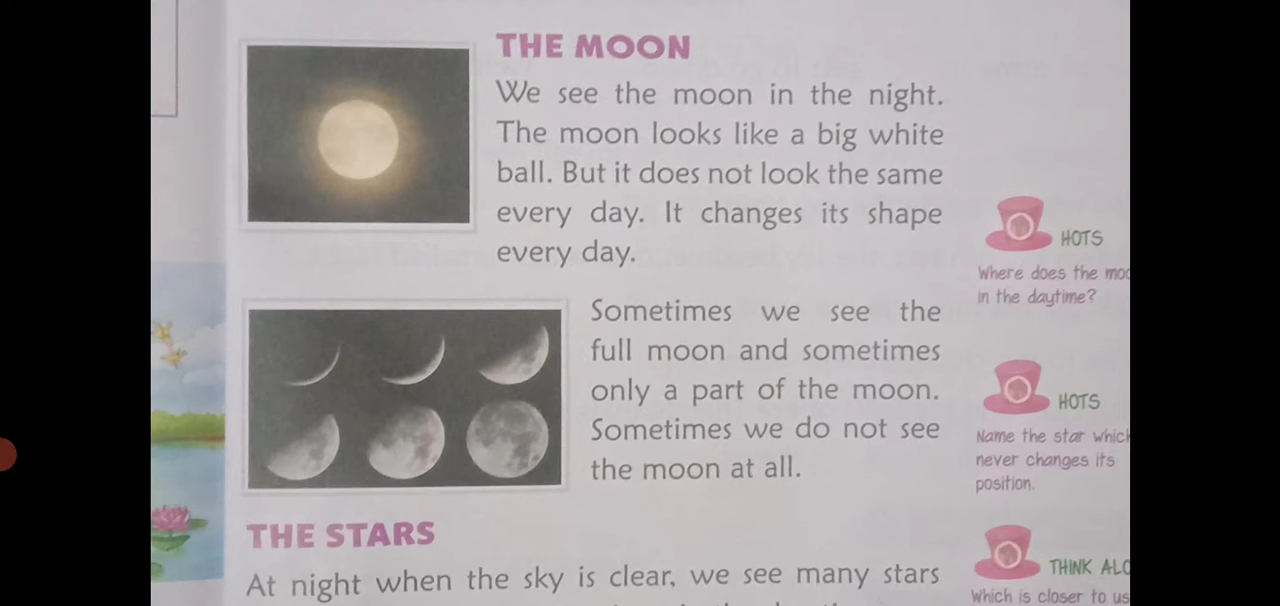 THE MOON
We see the moon in the night.
The moon looks like a big white
ball. But it does not look the same
every day. It changes its shape
every day.
Sometimes we see the
full moon and sometimes
only a part of the moon.
Sometimes we do not see
the moon at all.
THE STARS
At night when the sky is clear, we see many stars
HOTS
Where does the
in the daytime?
HOTS
Name the star
never changes its
position.
THINK
Which is closer to us